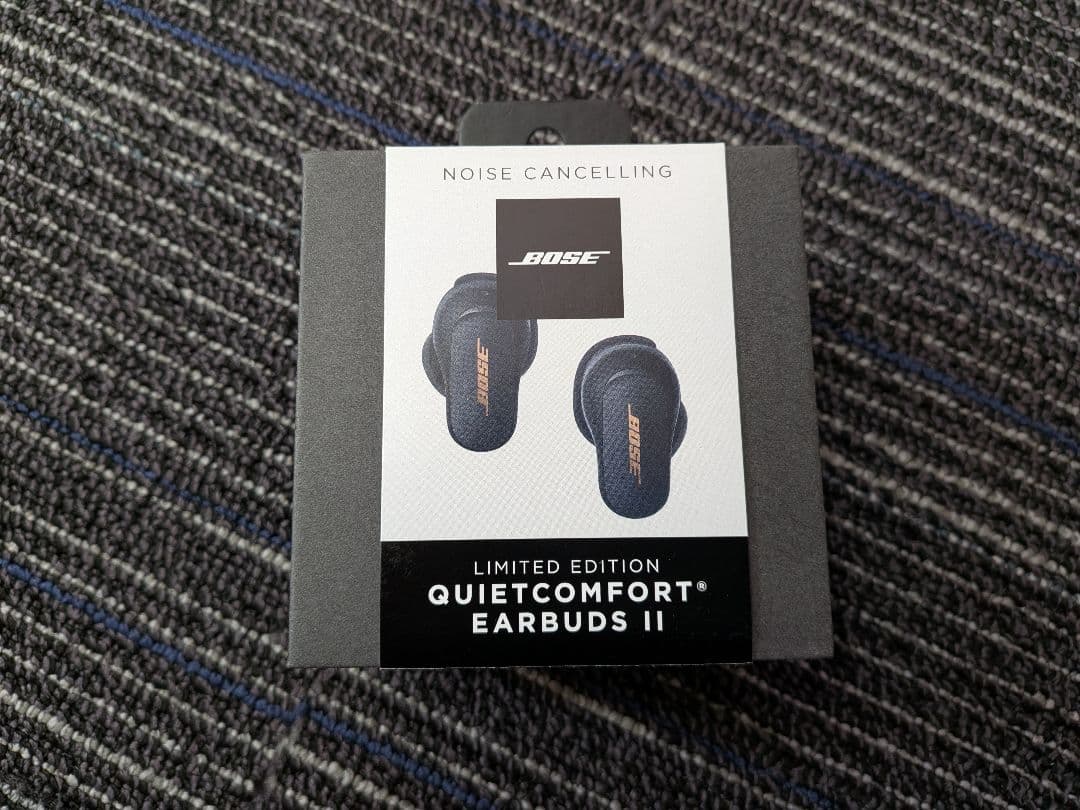 NOISE CANCELLING
BOSE
BOSE
BOSE
LIMITED EDITION
QUIETCOMFORT®
EARBUDS II